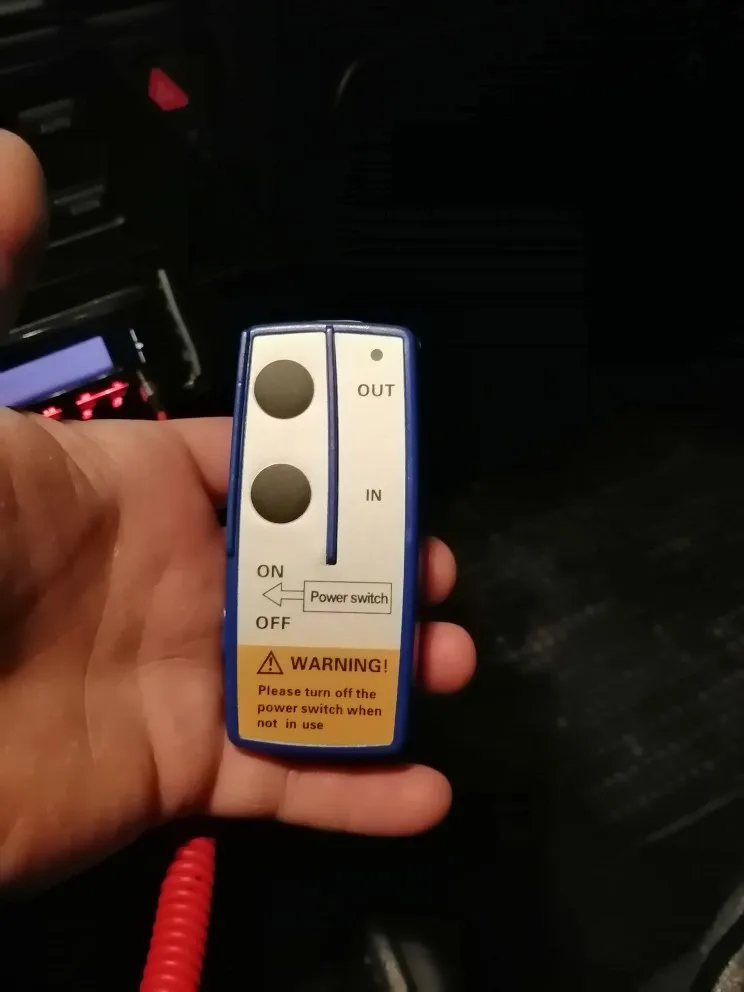 OUT
IN
ON
Power switch
OFF
WARNING!
Please turn off the
power switch when
not in use